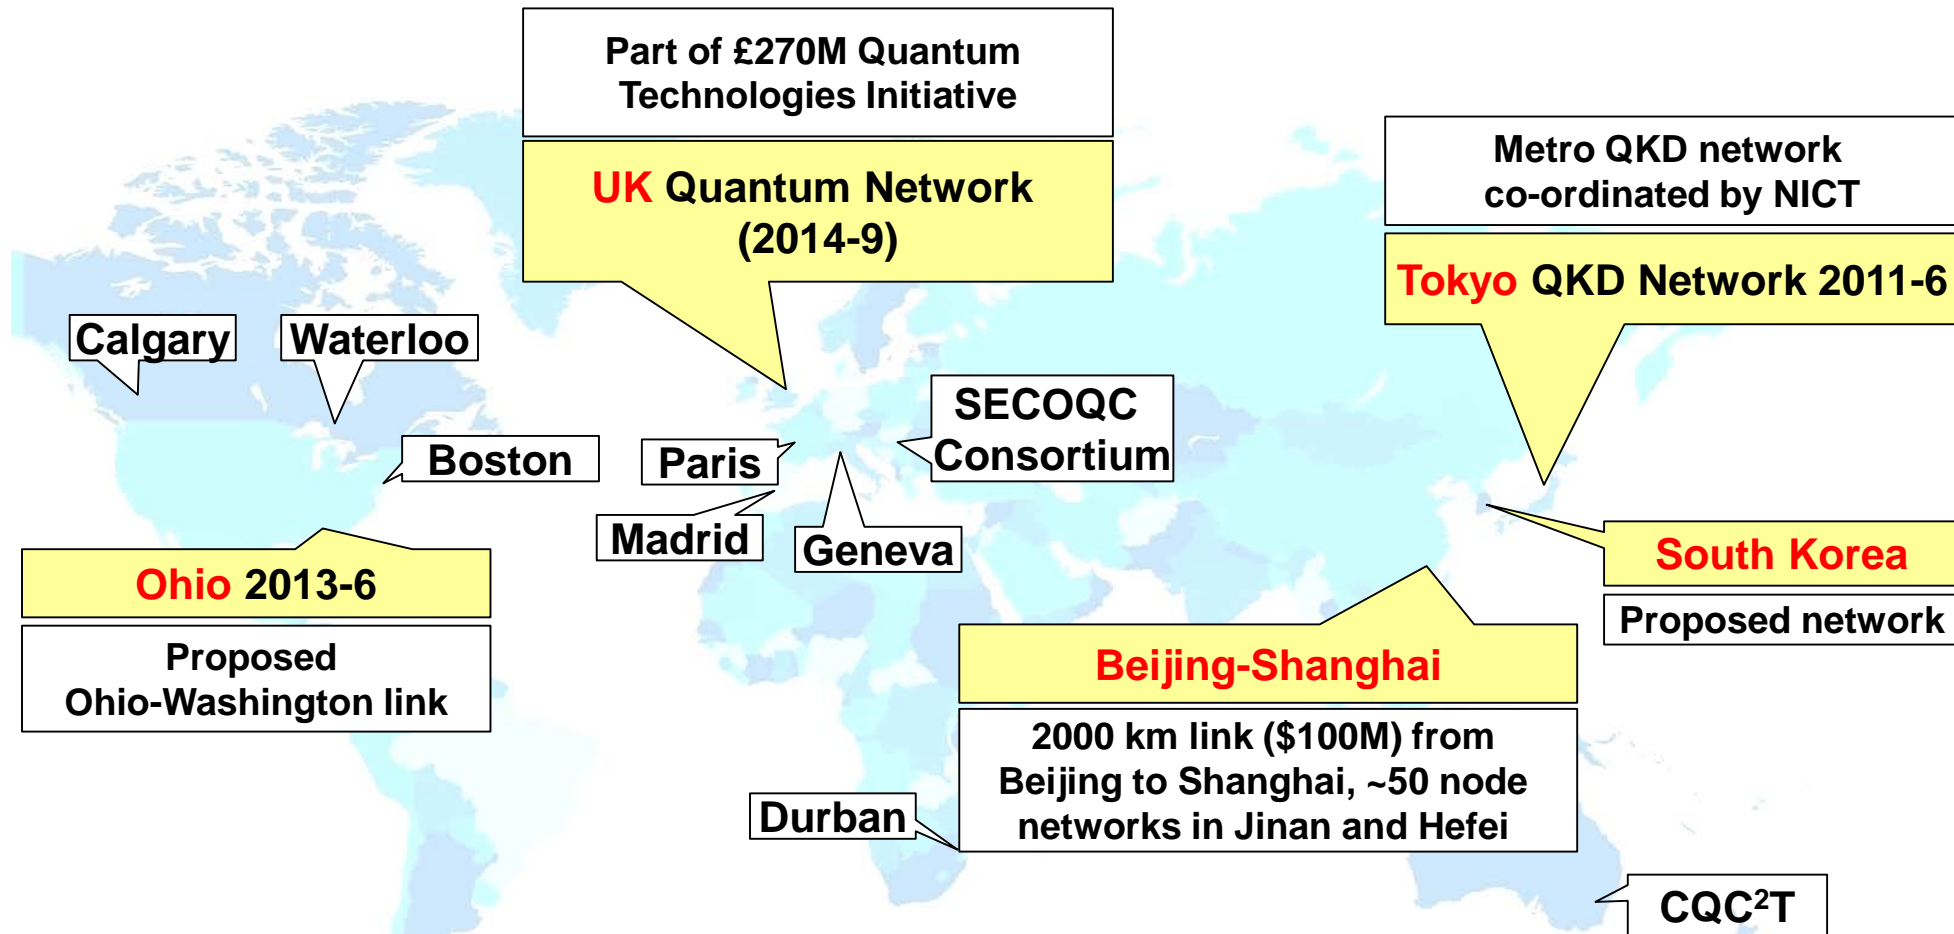 Part of £270M Quantum
Technologies Initiative
UK Quantum Network
(2014-9)
Metro QKD network
co-ordinated by NICT
Tokyo QKD Network 2011-6
Calgary
Waterloo
Boston
Paris
Madrid
Geneva
SECOQC
Consortium
Ohio 2013-6
Proposed
Ohio-Washington link
South Korea
Proposed network
Beijing-Shanghai
2000 km link ($100M) from
Beijing to Shanghai, ~50 node
networks in Jinan and Hefei
Durban
CQC²T